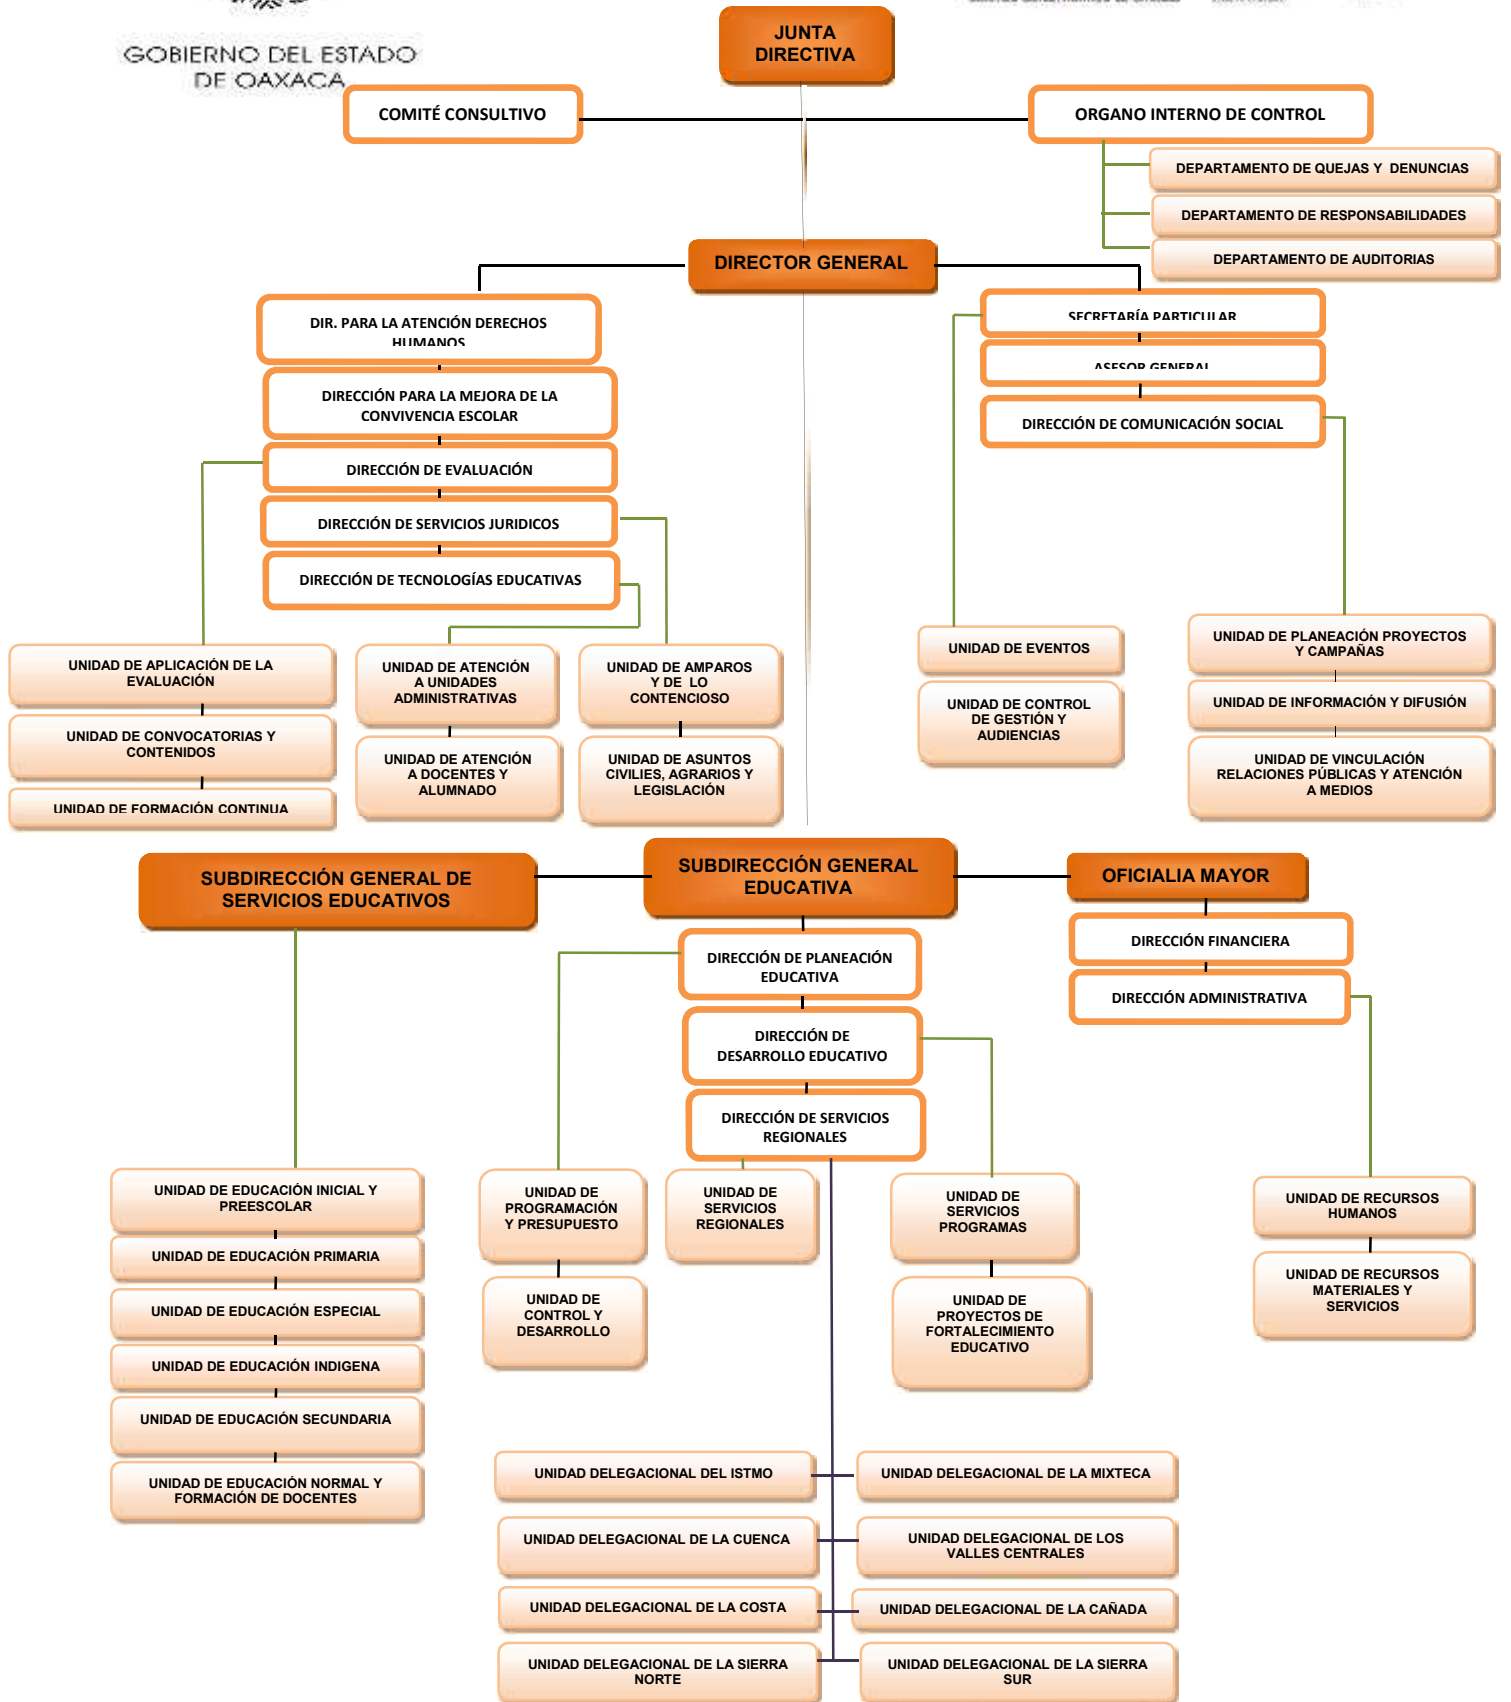 GOBIERNO DEL ESTADO
DE OAXACA
JUNTA
DIRECTIVA
COMITÉ CONSULTIVO
ORGANO INTERNO DE CONTROL
DEPARTAMENTO DE QUEJAS Y DENUNCIAS
DEPARTAMENTO DE RESPONSABILIDADES
DEPARTAMENTO DE AUDITORIAS
DIRECTOR GENERAL
DIR. PARA LA ATENCIÓN DERECHOS
HUMANOS
DIRECCIÓN PARA LA MEJORA DE LA
CONVIVENCIA ESCOLAR
DIRECCIÓN DE EVALUACIÓN
DIRECCIÓN DE SERVICIOS JURIDICOS
DIRECCIÓN DE TECNOLOGÍAS EDUCATIVAS
SECRETARÍA PARTICULAR
ASESOR GENERAL
DIRECCIÓN DE COMUNICACIÓN SOCIAL
UNIDAD DE APLICACIÓN DE LA
EVALUACIÓN
UNIDAD DE CONVOCATORIAS Y
CONTENIDOS
UNIDAD DE FORMACIÓN CONTINUA
UNIDAD DE ATENCIÓN
A UNIDADES
ADMINISTRATIVAS
UNIDAD DE ATENCIÓN
A DOCENTES Y
ALUMNADO
UNIDAD DE AMPAROS
Y DE LO
CONTENCIOSO
UNIDAD DE ASUNTOS
CIVILIES, AGRARIOS Y
LEGISLACIÓN
UNIDAD DE EVENTOS
UNIDAD DE CONTROL
DE GESTIÓN Y
AUDIENCIAS
UNIDAD DE PLANEACIÓN PROYECTOS
Y CAMPAÑAS
UNIDAD DE INFORMACIÓN Y DIFUSIÓN
UNIDAD DE VINCULACIÓN
RELACIONES PÚBLICAS Y ATENCIÓN
A MEDIOS
SUBDIRECCIÓN GENERAL DE
SERVICIOS EDUCATIVOS
SUBDIRECCIÓN GENERAL
EDUCATIVA
OFICIALIA MAYOR
DIRECCIÓN DE PLANEACIÓN
EDUCATIVA
DIRECCIÓN DE
DESARROLLO EDUCATIVO
DIRECCIÓN DE SERVICIOS
REGIONALES
DIRECCIÓN FINANCIERA
DIRECCIÓN ADMINISTRATIVA
UNIDAD DE EDUCACIÓN INICIAL Y
PREESCOLAR
UNIDAD DE EDUCACIÓN PRIMARIA
UNIDAD DE EDUCACIÓN ESPECIAL
UNIDAD DE EDUCACIÓN INDIGENA
UNIDAD DE EDUCACIÓN SECUNDARIA
UNIDAD DE EDUCACIÓN NORMAL Y
FORMACIÓN DE DOCENTES
UNIDAD DE
PROGRAMACIÓN
Y PRESUPUESTO
UNIDAD DE
CONTROL Y
DESARROLLO
UNIDAD DE
SERVICIOS
REGIONALES
UNIDAD DE
SERVICIOS
PROGRAMAS
UNIDAD DE
PROYECTOS DE
FORTALECIMIENTO
EDUCATIVO
UNIDAD DE RECURSOS
HUMANOS
UNIDAD DE RECURSOS
MATERIALES Y
SERVICIOS
UNIDAD DELEGACIONAL DEL ISTMO
UNIDAD DELEGACIONAL DE LA MIXTECA
UNIDAD DELEGACIONAL DE LA CUENCA
UNIDAD DELEGACIONAL DE LOS
VALLES CENTRALES
UNIDAD DELEGACIONAL DE LA COSTA
UNIDAD DELEGACIONAL DE LA CAÑADA
UNIDAD DELEGACIONAL DE LA SIERRA
NORTE
UNIDAD DELEGACIONAL DE LA SIERRA
SUR